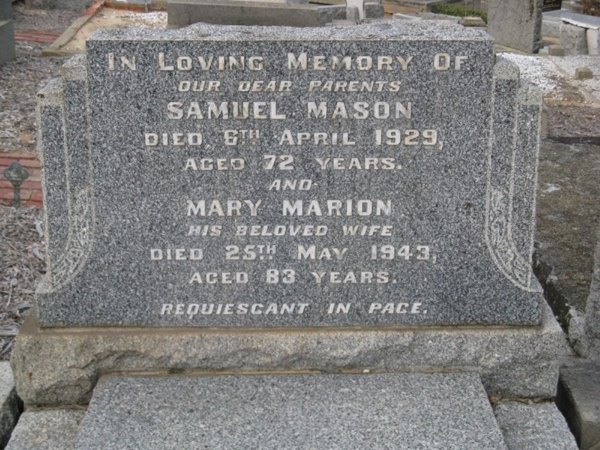 In Loving Memory Of
OUR DEAR PARENTS
SAMUEL MASON
DIED 6TH APRIL 1929,
AGED 72 YEARS.
AND
MARY MARION
HIS BELOVED WIFE
DIED 25TH MAY 1943,
AGED 83 YEARS.
REQUIESCANT IN PACE.